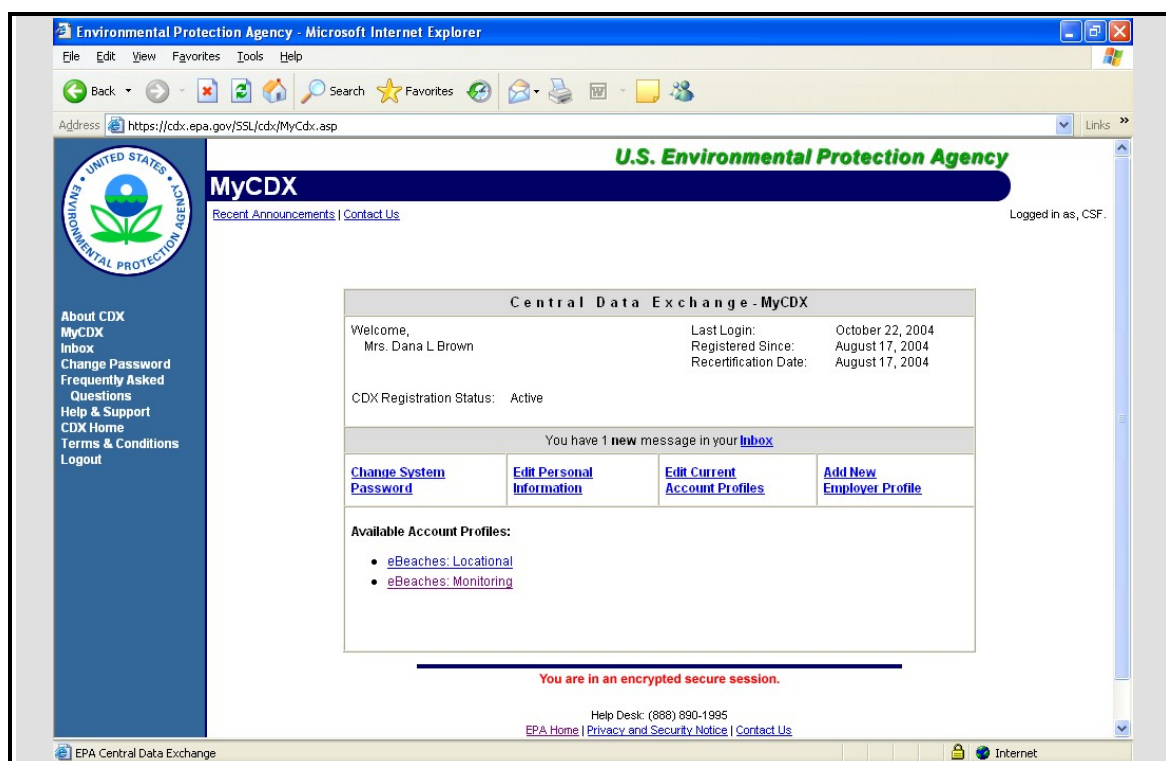 Environmental Protection Agency - Microsoft Internet Explorer
File Edit View Favorites Tools Help
Back Search Favorites
Address https://cdx.epa.gov/SSL/cdx/MyCdx.asp Links »
UNITED STATES ENVIRONMENTAL PROTECTION AGENCY
U.S. Environmental Protection Agency
MyCDX
Recent Announcements | Contact Us
Logged in as, CSF.
About CDX
MyCDX
Inbox
Change Password
Frequently Asked
Questions
Help & Support
CDX Home
Terms & Conditions
Logout
Central Data Exchange - MyCDX
Welcome,
Mrs. Dana L Brown
Last Login: October 22, 2004
Registered Since: August 17, 2004
Recertification Date: August 17, 2004
CDX Registration Status: Active
You have 1 new message in your Inbox
Change System
Password
Edit Personal
Information
Edit Current
Account Profiles
Add New
Employer Profile
Available Account Profiles:
• eBeaches: Locational
• eBeaches: Monitoring
You are in an encrypted secure session.
Help Desk: (888) 890-1995
EPA Home | Privacy and Security Notice | Contact Us
EPA Central Data Exchange
Internet